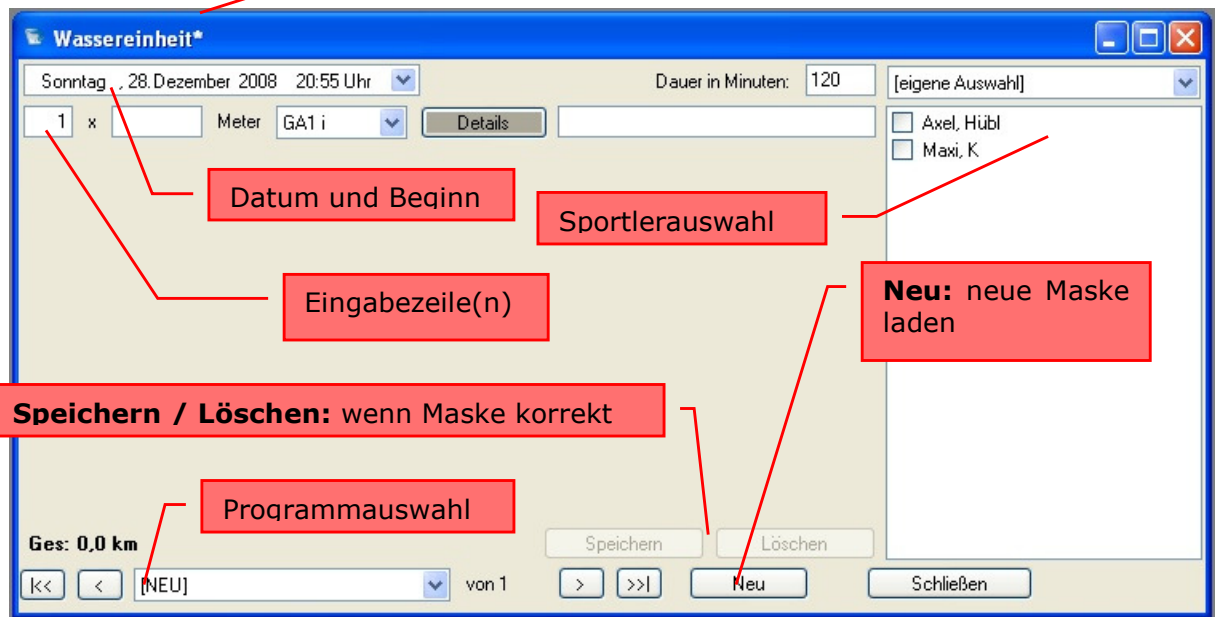 Wassereinheit*
Sonntag , 28. Dezember 2008 20:55 Uhr
Dauer in Minuten: 120
[eigene Auswahl]
1 x Meter GA1 i Details
Axel, Hübl
Maxi, K
Datum und Beginn
Sportlerauswahl
Eingabezeile(n)
Neu: neue Maske
laden
Speichern / Löschen: wenn Maske korrekt
Programmauswahl
Ges: 0,0 km
Speichern Löschen
|<< < [NEU] von 1 > >>| Neu Schließen